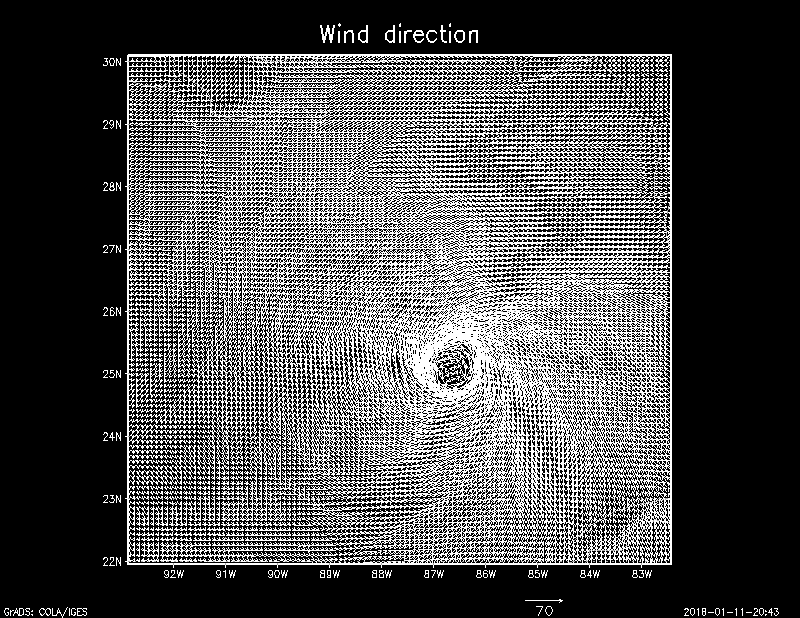 Wind direction
30N
29N
28N
27N
26N
25N
24N
23N
22N
92W 91W 90W 89W 88W 87W 86W 85W 84W 83W
70
GrADS: COLA/IGES 2018-01-11-20:43